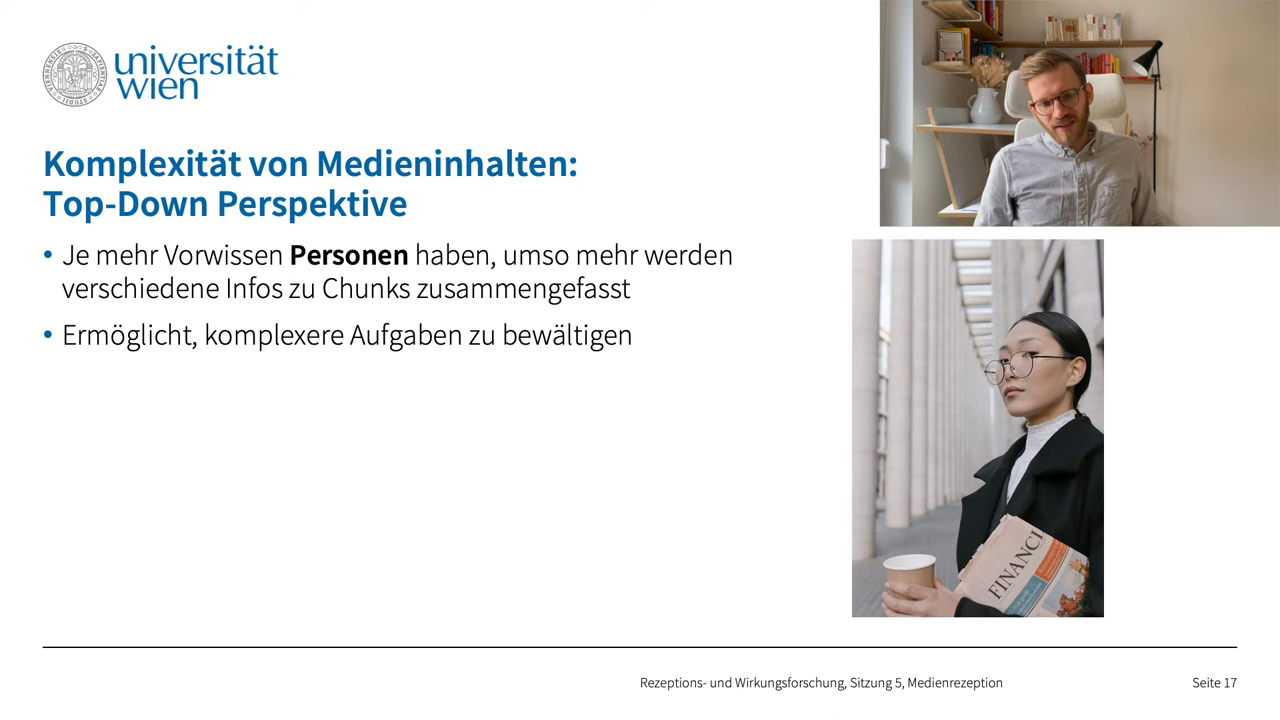 universität
wien
Komplexität von Medieninhalten:
Top-Down Perspektive
• Je mehr Vorwissen Personen haben, umso mehr werden
verschiedene Infos zu Chunks zusammengefasst
• Ermöglicht, komplexere Aufgaben zu bewältigen
FINANCI
Rezeptions- und Wirkungsforschung, Sitzung 5, Medienrezeption
Seite 17